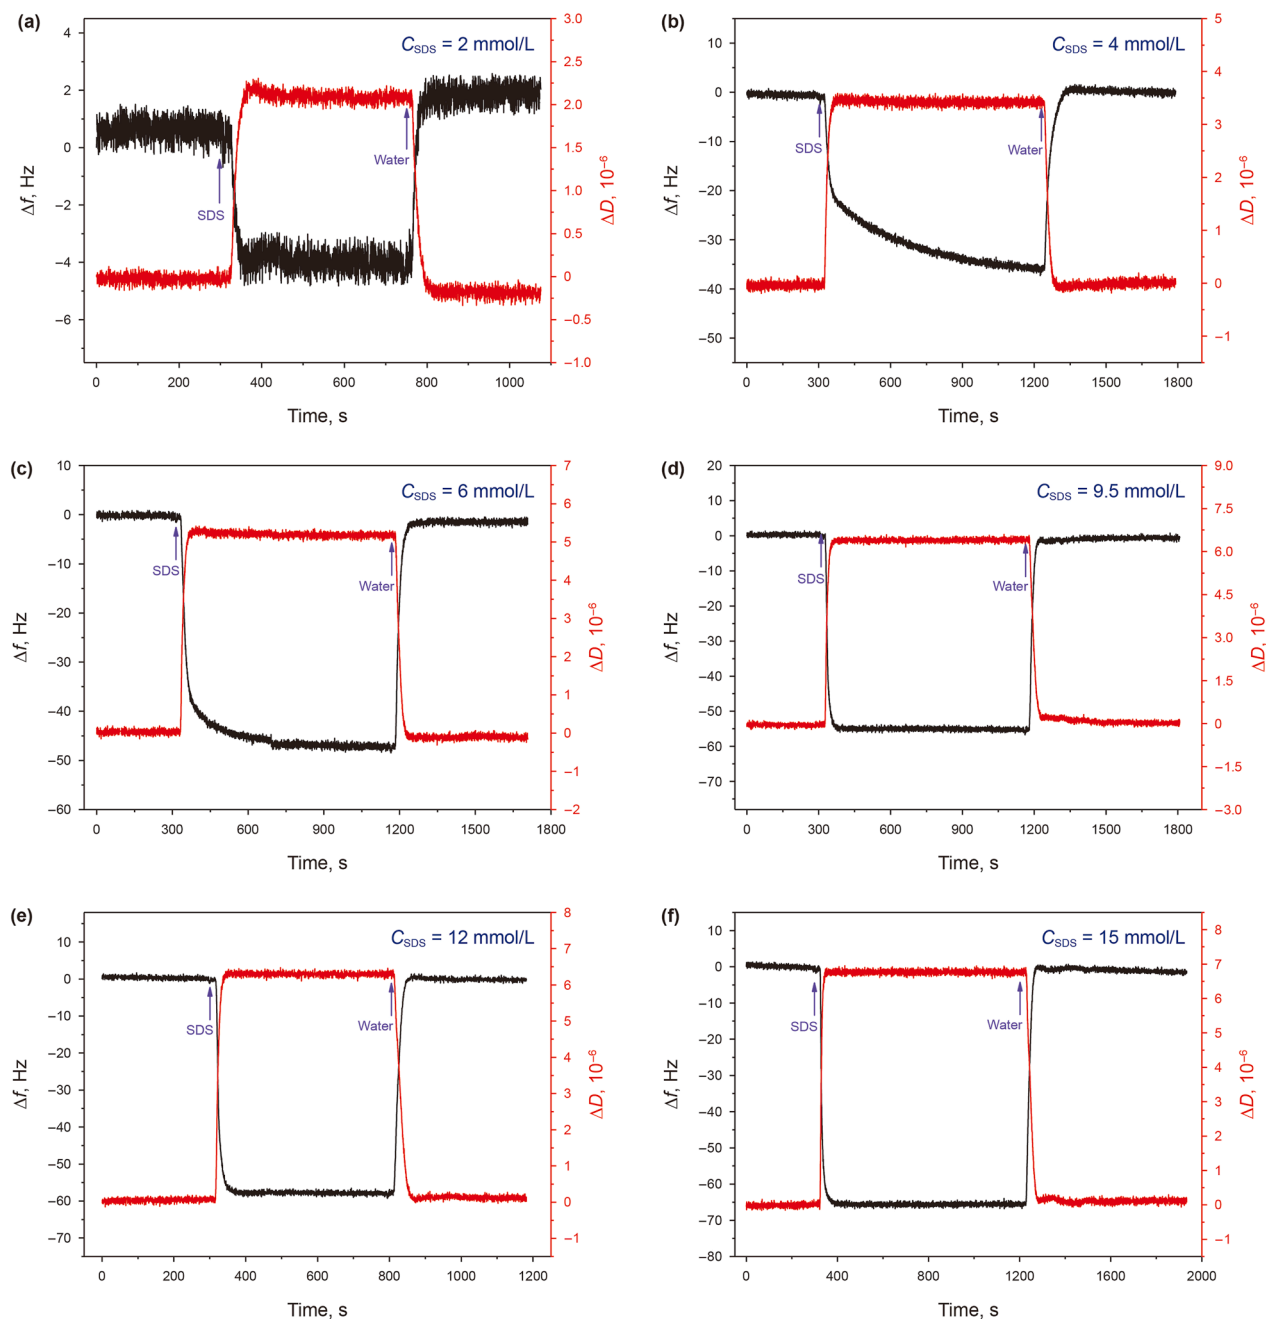 (a)
C_SDS = 2 mmol/L
4
2
0
−2
−4
−6
Δf, Hz
3.0
2.5
2.0
1.5
1.0
0.5
0
−0.5
−1.0
ΔD, 10⁻⁶
SDS
Water
0 200 400 600 800 1000
Time, s
(b)
C_SDS = 4 mmol/L
10
0
−10
−20
−30
−40
−50
Δf, Hz
5
4
3
2
1
0
−1
ΔD, 10⁻⁶
SDS
Water
0 300 600 900 1200 1500 1800
Time, s
(c)
C_SDS = 6 mmol/L
10
0
−10
−20
−30
−40
−50
−60
Δf, Hz
7
6
5
4
3
2
1
0
−1
−2
ΔD, 10⁻⁶
SDS
Water
0 300 600 900 1200 1500 1800
Time, s
(d)
C_SDS = 9.5 mmol/L
20
10
0
−10
−20
−30
−40
−50
−60
−70
Δf, Hz
9.0
7.5
6.0
4.5
3.0
1.5
0
−1.5
−3.0
ΔD, 10⁻⁶
SDS
Water
0 300 600 900 1200 1500 1800
Time, s
(e)
C_SDS = 12 mmol/L
10
0
−10
−20
−30
−40
−50
−60
−70
Δf, Hz
8
7
6
5
4
3
2
1
0
−1
ΔD, 10⁻⁶
SDS
Water
0 200 400 600 800 1000 1200
Time, s
(f)
C_SDS = 15 mmol/L
10
0
−10
−20
−30
−40
−50
−60
−70
−80
Δf, Hz
8
7
6
5
4
3
2
1
0
−1
ΔD, 10⁻⁶
SDS
Water
0 400 800 1200 1600 2000
Time, s